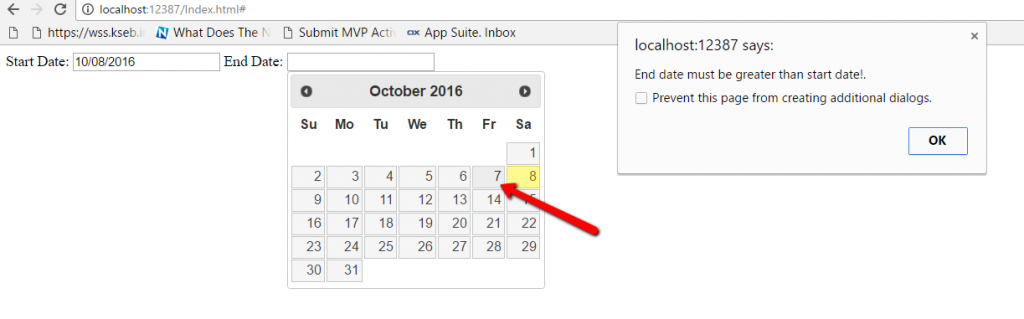 localhost:12387/Index.html#
https://wss.kseb.in What Does The N Submit MVP Activ App Suite. Inbox
Start Date: 10/08/2016 End Date:
October 2016
Su Mo Tu We Th Fr Sa
1
2 3 4 5 6 7 8
9 10 11 12 13 14 15
16 17 18 19 20 21 22
23 24 25 26 27 28 29
30 31
localhost:12387 says:
End date must be greater than start date!.
Prevent this page from creating additional dialogs.
OK